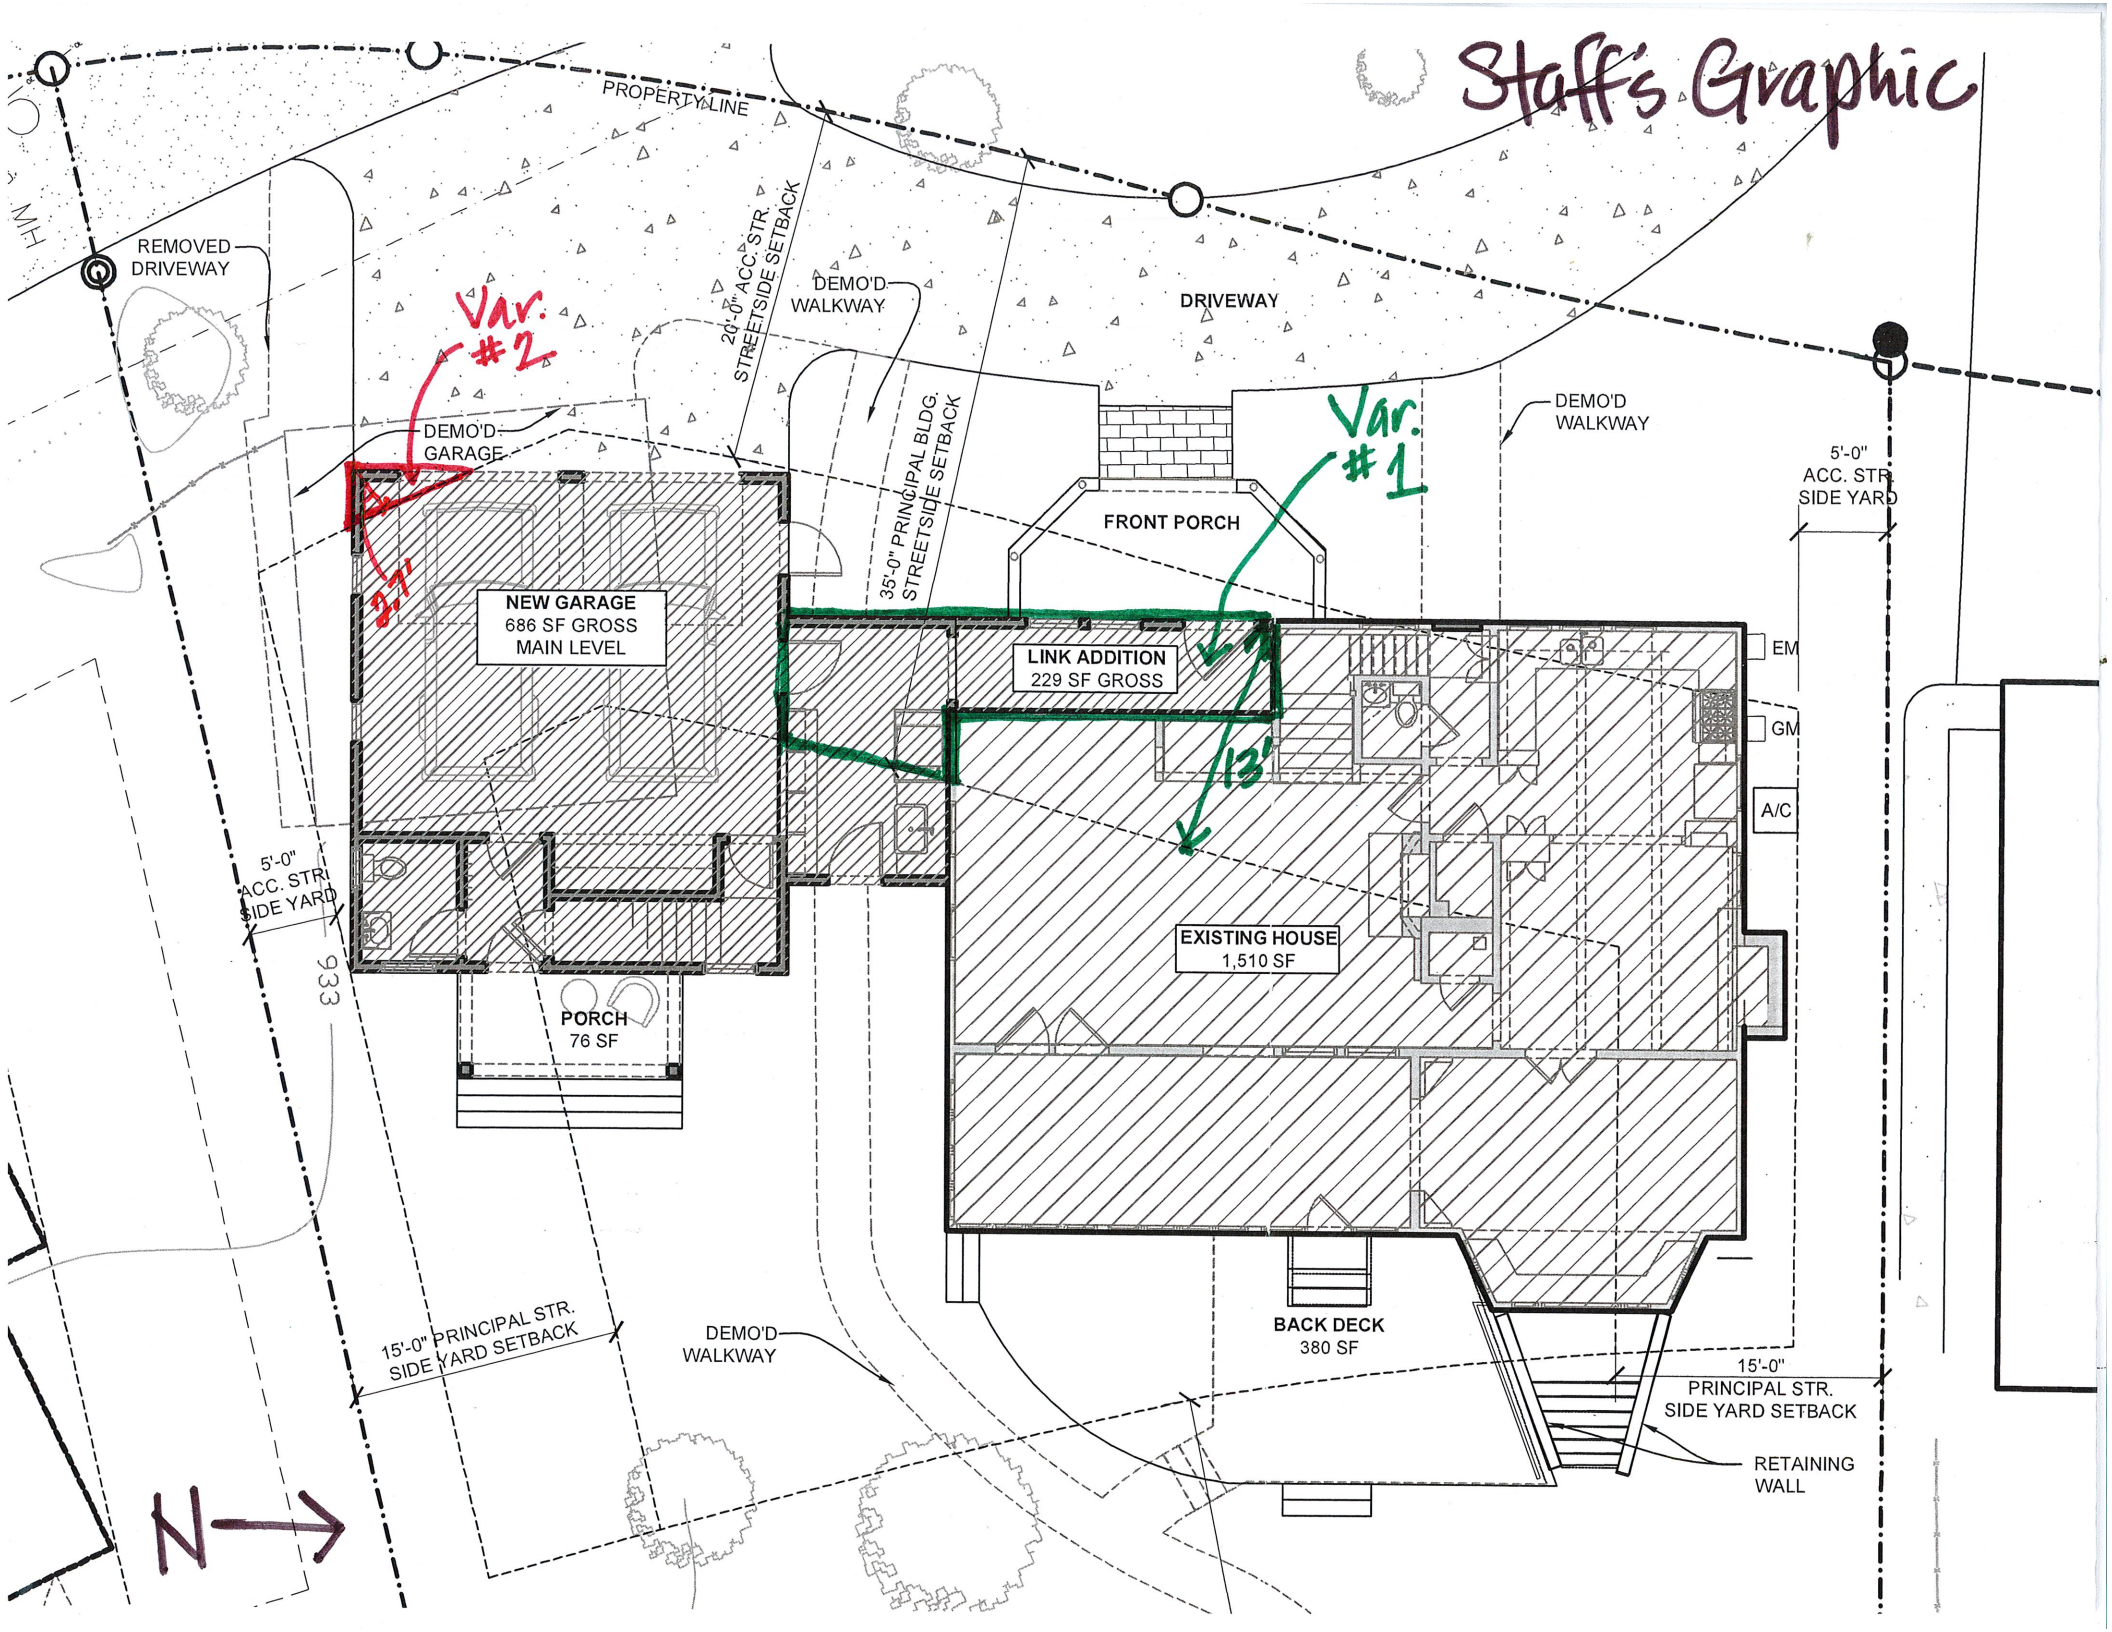 Staff's Graphic
PROPERTY LINE
MH
REMOVED
DRIVEWAY
Var.
#2
20'-0" ACC. STR.
STREETSIDE SETBACK
DEMO'D
WALKWAY
DRIVEWAY
35'-0" PRINCIPAL BLDG.
STREETSIDE SETBACK
Var.
#1
DEMO'D
WALKWAY
5'-0"
ACC. STR.
SIDE YARD
DEMO'D
GARAGE
FRONT PORCH
2.7'
NEW GARAGE
686 SF GROSS
MAIN LEVEL
LINK ADDITION
229 SF GROSS
EM
GM
13'
A/C
5'-0"
ACC. STR.
SIDE YARD
933
EXISTING HOUSE
1,510 SF
PORCH
76 SF
15'-0" PRINCIPAL STR.
SIDE YARD SETBACK
DEMO'D
WALKWAY
BACK DECK
380 SF
15'-0"
PRINCIPAL STR.
SIDE YARD SETBACK
RETAINING
WALL
N